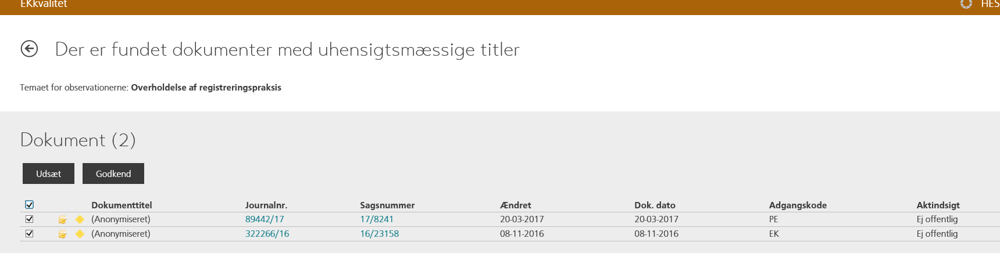 EKkvalitet HES
Der er fundet dokumenter med uhensigtsmæssige titler
Temaet for observationerne: Overholdelse af registreringspraksis
Dokument (2)
Udsæt Godkend
Dokumenttitel Journalnr. Sagsnummer Ændret Dok. dato Adgangskode Aktindsigt
(Anonymiseret) 89442/17 17/8241 20-03-2017 20-03-2017 PE Ej offentlig
(Anonymiseret) 322266/16 16/23158 08-11-2016 08-11-2016 EK Ej offentlig